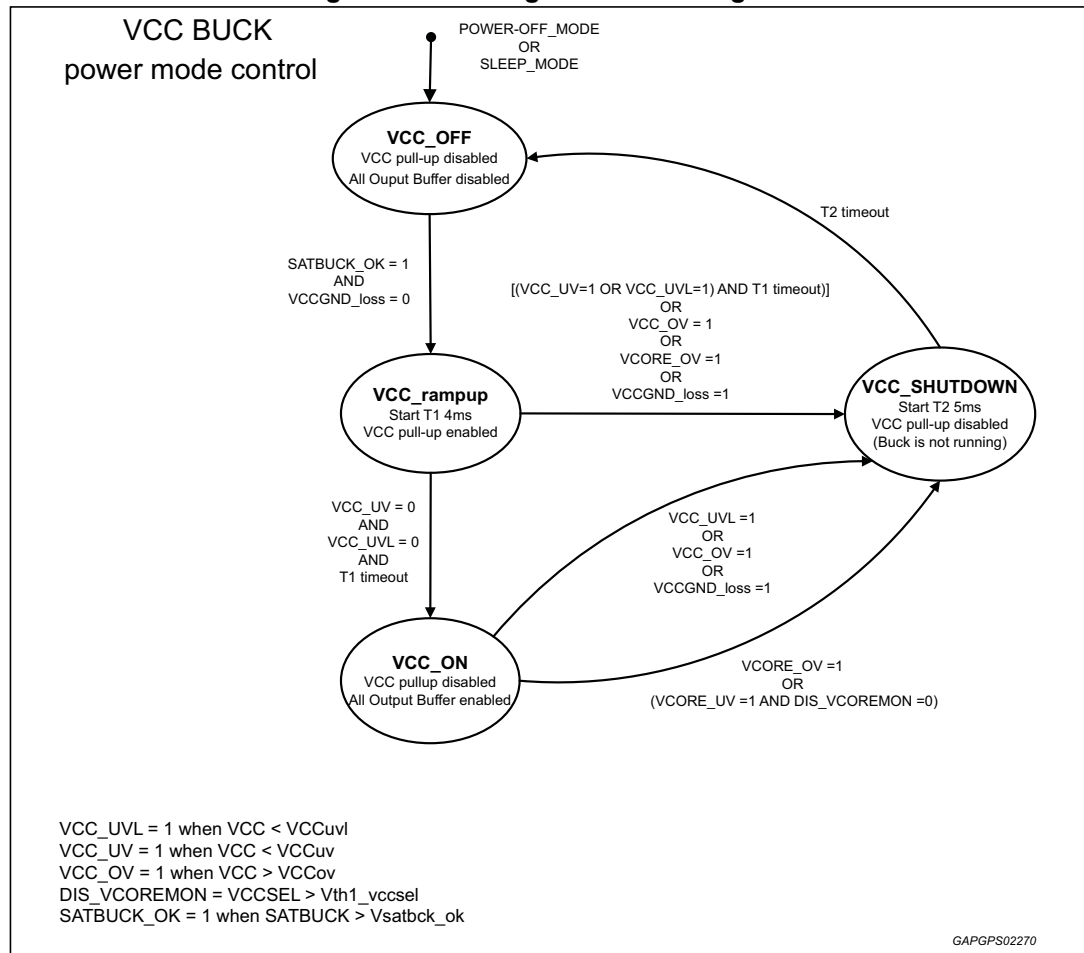 VCC BUCK
power mode control
POWER-OFF_MODE
OR
SLEEP_MODE
VCC_OFF
VCC pull-up disabled
All Ouput Buffer disabled
T2 timeout
SATBUCK_OK = 1
AND
VCCGND_loss = 0
[(VCC_UV=1 OR VCC_UVL=1) AND T1 timeout)]
OR
VCC_OV = 1
OR
VCORE_OV =1
OR
VCCGND_loss =1
VCC_rampup
Start T1 4ms
VCC pull-up enabled
VCC_SHUTDOWN
Start T2 5ms
VCC pull-up disabled
(Buck is not running)
VCC_UV = 0
AND
VCC_UVL = 0
AND
T1 timeout
VCC_UVL =1
OR
VCC_OV =1
OR
VCCGND_loss =1
VCC_ON
VCC pullup disabled
All Output Buffer enabled
VCORE_OV =1
OR
(VCORE_UV =1 AND DIS_VCOREMON =0)
VCC_UVL = 1 when VCC < VCCuvl
VCC_UV = 1 when VCC < VCCuv
VCC_OV = 1 when VCC > VCCov
DIS_VCOREMON = VCCSEL > Vth1_vccsel
SATBUCK_OK = 1 when SATBUCK > Vsatbck_ok
GAPGPS02270